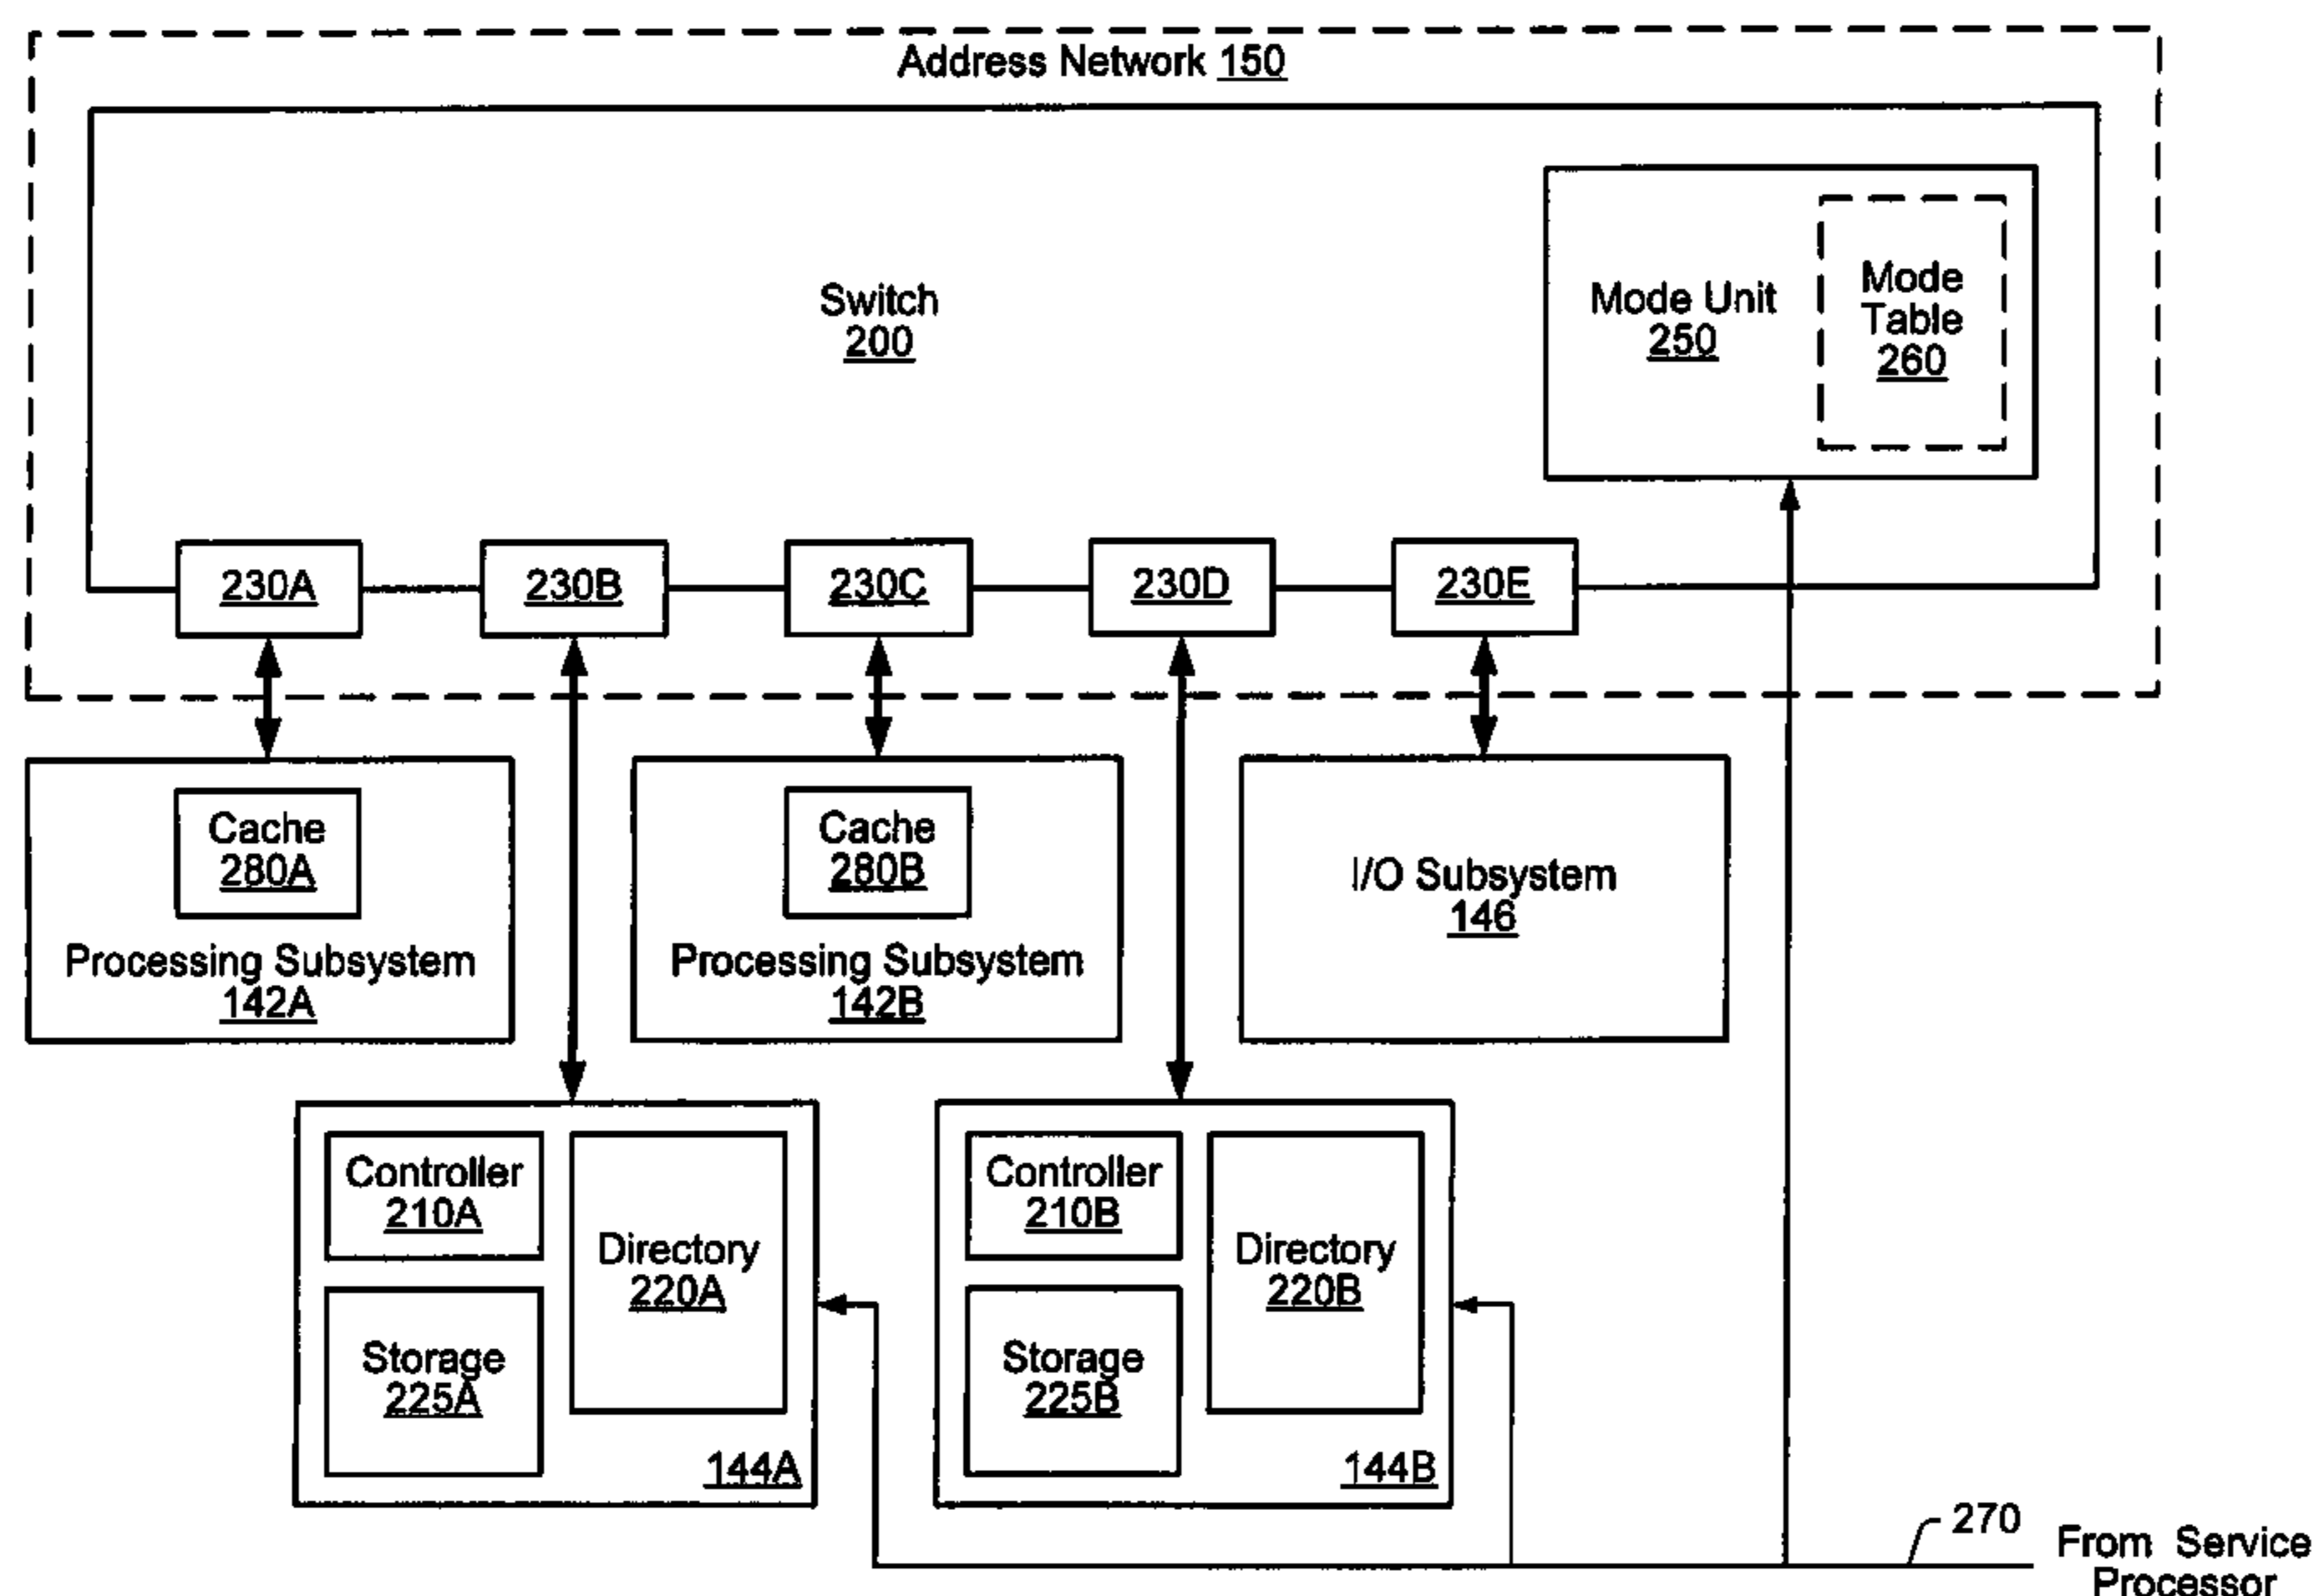 Address Network 150
Switch
200
Mode Unit
250
Mode
Table
260
230A
230B
230C
230D
230E
Cache
280A
Processing Subsystem
142A
Cache
280B
Processing Subsystem
142B
I/O Subsystem
146
Controller
210A
Directory
220A
Storage
225A
144A
Controller
210B
Directory
220B
Storage
225B
144B
270
From Service
Processor